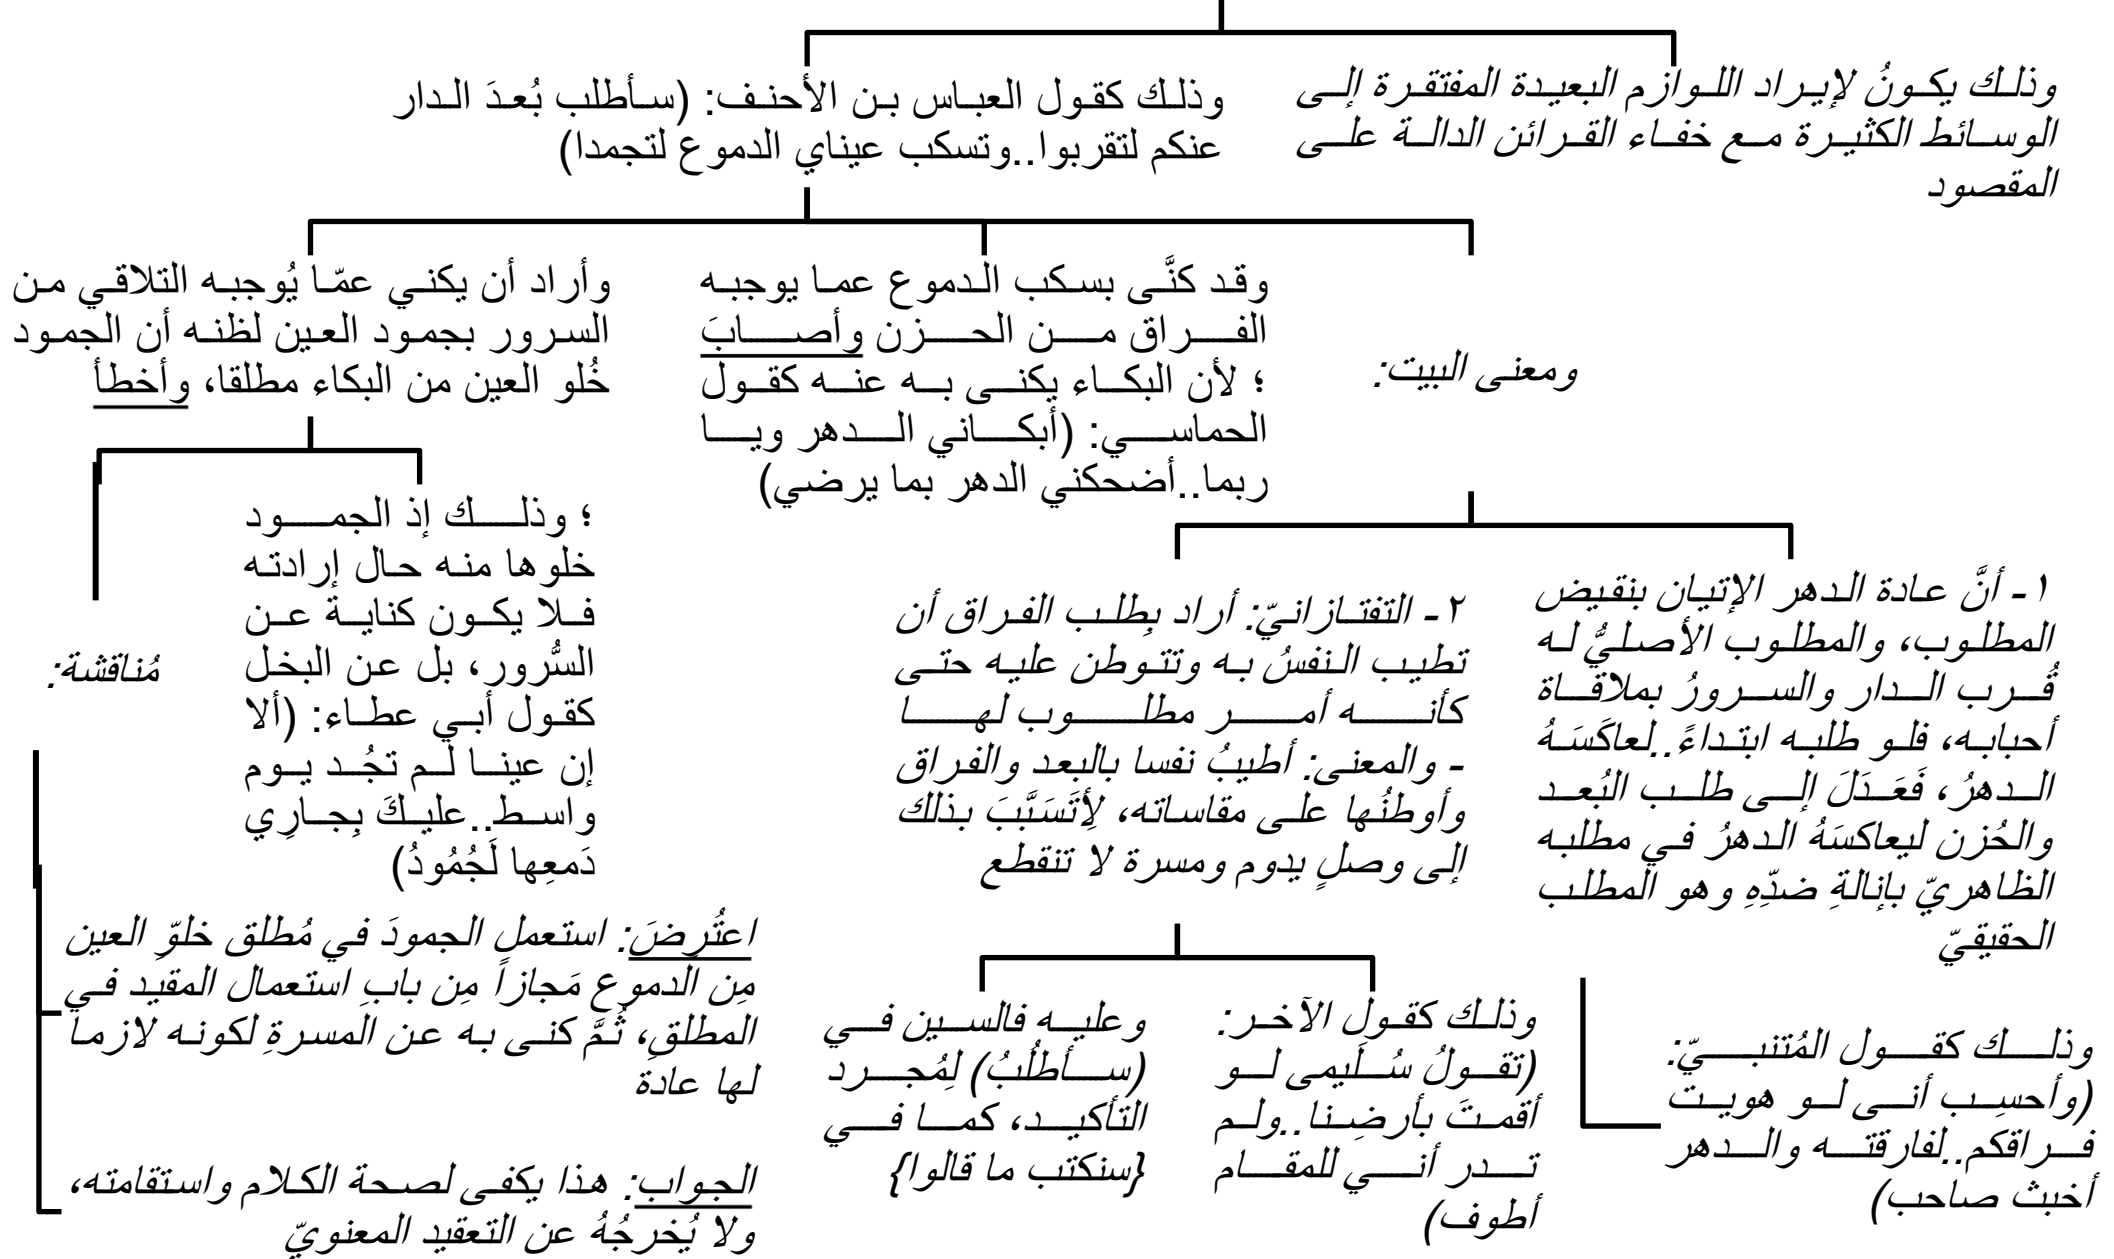 وذلك يكونُ لإيراد اللوازم البعيدة المفتقرة إلى
الوسائط الكثيرة مع خفاء القرائن الدالة على
المقصود
وذلك كقول العباس بن الأحنف: (سأطلب بُعدَ الدار
عنكم لتقربوا..وتسكب عيناي الدموع لتجمدا)
ومعنى البيت:
وقد كنَّى بسكب الدموع عما يوجبه
الفراق من الحزن وأصابَ
؛ لأن البكاء يكنى به عنه كقول
الحماسي: (أبكاني الدهر ويا
ربما..أضحكني الدهر بما يرضي)
وأراد أن يكني عمّا يُوجبه التلاقي من
السرور بجمود العين لظنه أن الجمود
خُلو العين من البكاء مطلقا، وأخطأ
١- أنَّ عادة الدهر الإتيان بنقيض
المطلوب، والمطلوب الأصليُّ له
قُرب الدار والسرورُ بملاقاة
أحبابه، فلو طلبه ابتداءً..لعاكَسَهُ
الدهرُ، فَعَدَلَ إلى طلب البُعد
والحُزن ليعاكسَهُ الدهرُ في مطلبه
الظاهريّ بإنالةِ ضدّهِ وهو المطلب
الحقيقيّ
وذلك كقول المُتنبيّ:
(وأحسِب أني لو هويت
فراقكم..لفارقته والدهر
أخبث صاحب)
٢- التفتازانيّ: أراد بِطلب الفراق أن
تطيب النفسُ به وتتوطن عليه حتى
كأنه أمر مطلوب لها
- والمعنى: أطيبُ نفسا بالبعد والفراق
وأوطنُها على مقاساته، لِأتَسَبَّبَ بذلك
إلى وصلٍ يدوم ومسرة لا تنقطع
وذلك كقول الآخر:
(تقولُ سُلَيمى لو
أقمتَ بأرضِنا..ولم
تدر أني للمقام
أطوف)
وعليه فالسين في
(سأطلُبُ) لِمُجرد
التأكيد، كما في
{سنكتب ما قالوا}
؛ وذلك إذ الجمود
خلوها منه حال إرادته
فلا يكون كناية عن
السُّرور، بل عن البخل
كقول أبي عطاء: (ألا
إن عينا لم تجُد يوم
واسط..عليكَ بِجارِي
دَمعِها لَجُمُودُ)
مُناقشة:
اعتُرِضَ: استعمل الجمودَ في مُطلق خلوّ العين
مِن الدموع مَجازاً مِن بابِ استعمال المقيد في
المطلقِ، ثُمَّ كنى به عن المسرةِ لكونه لازما
لها عادة
الجواب: هذا يكفى لصحة الكلام واستقامته،
ولا يُخرجُهُ عن التعقيد المعنويّ